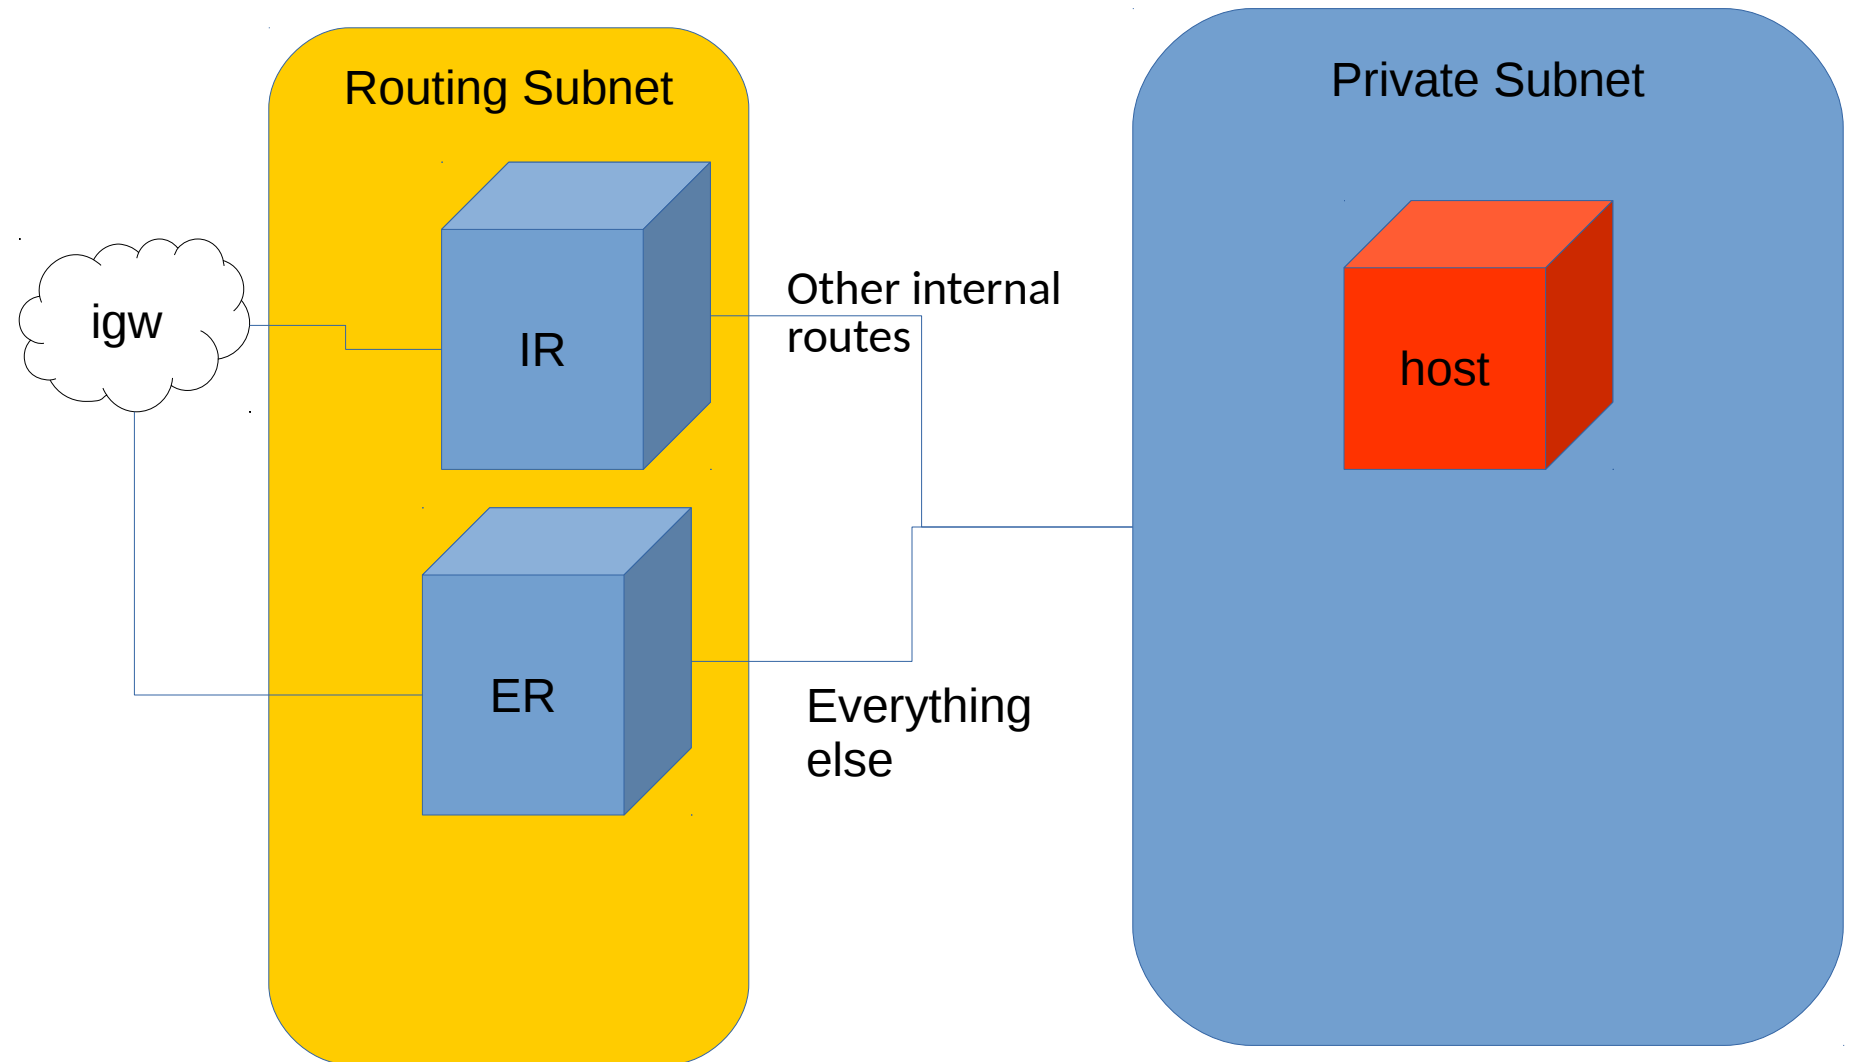 Routing Subnet
Private Subnet
igw
IR
Other internal
routes
host
ER
Everything
else